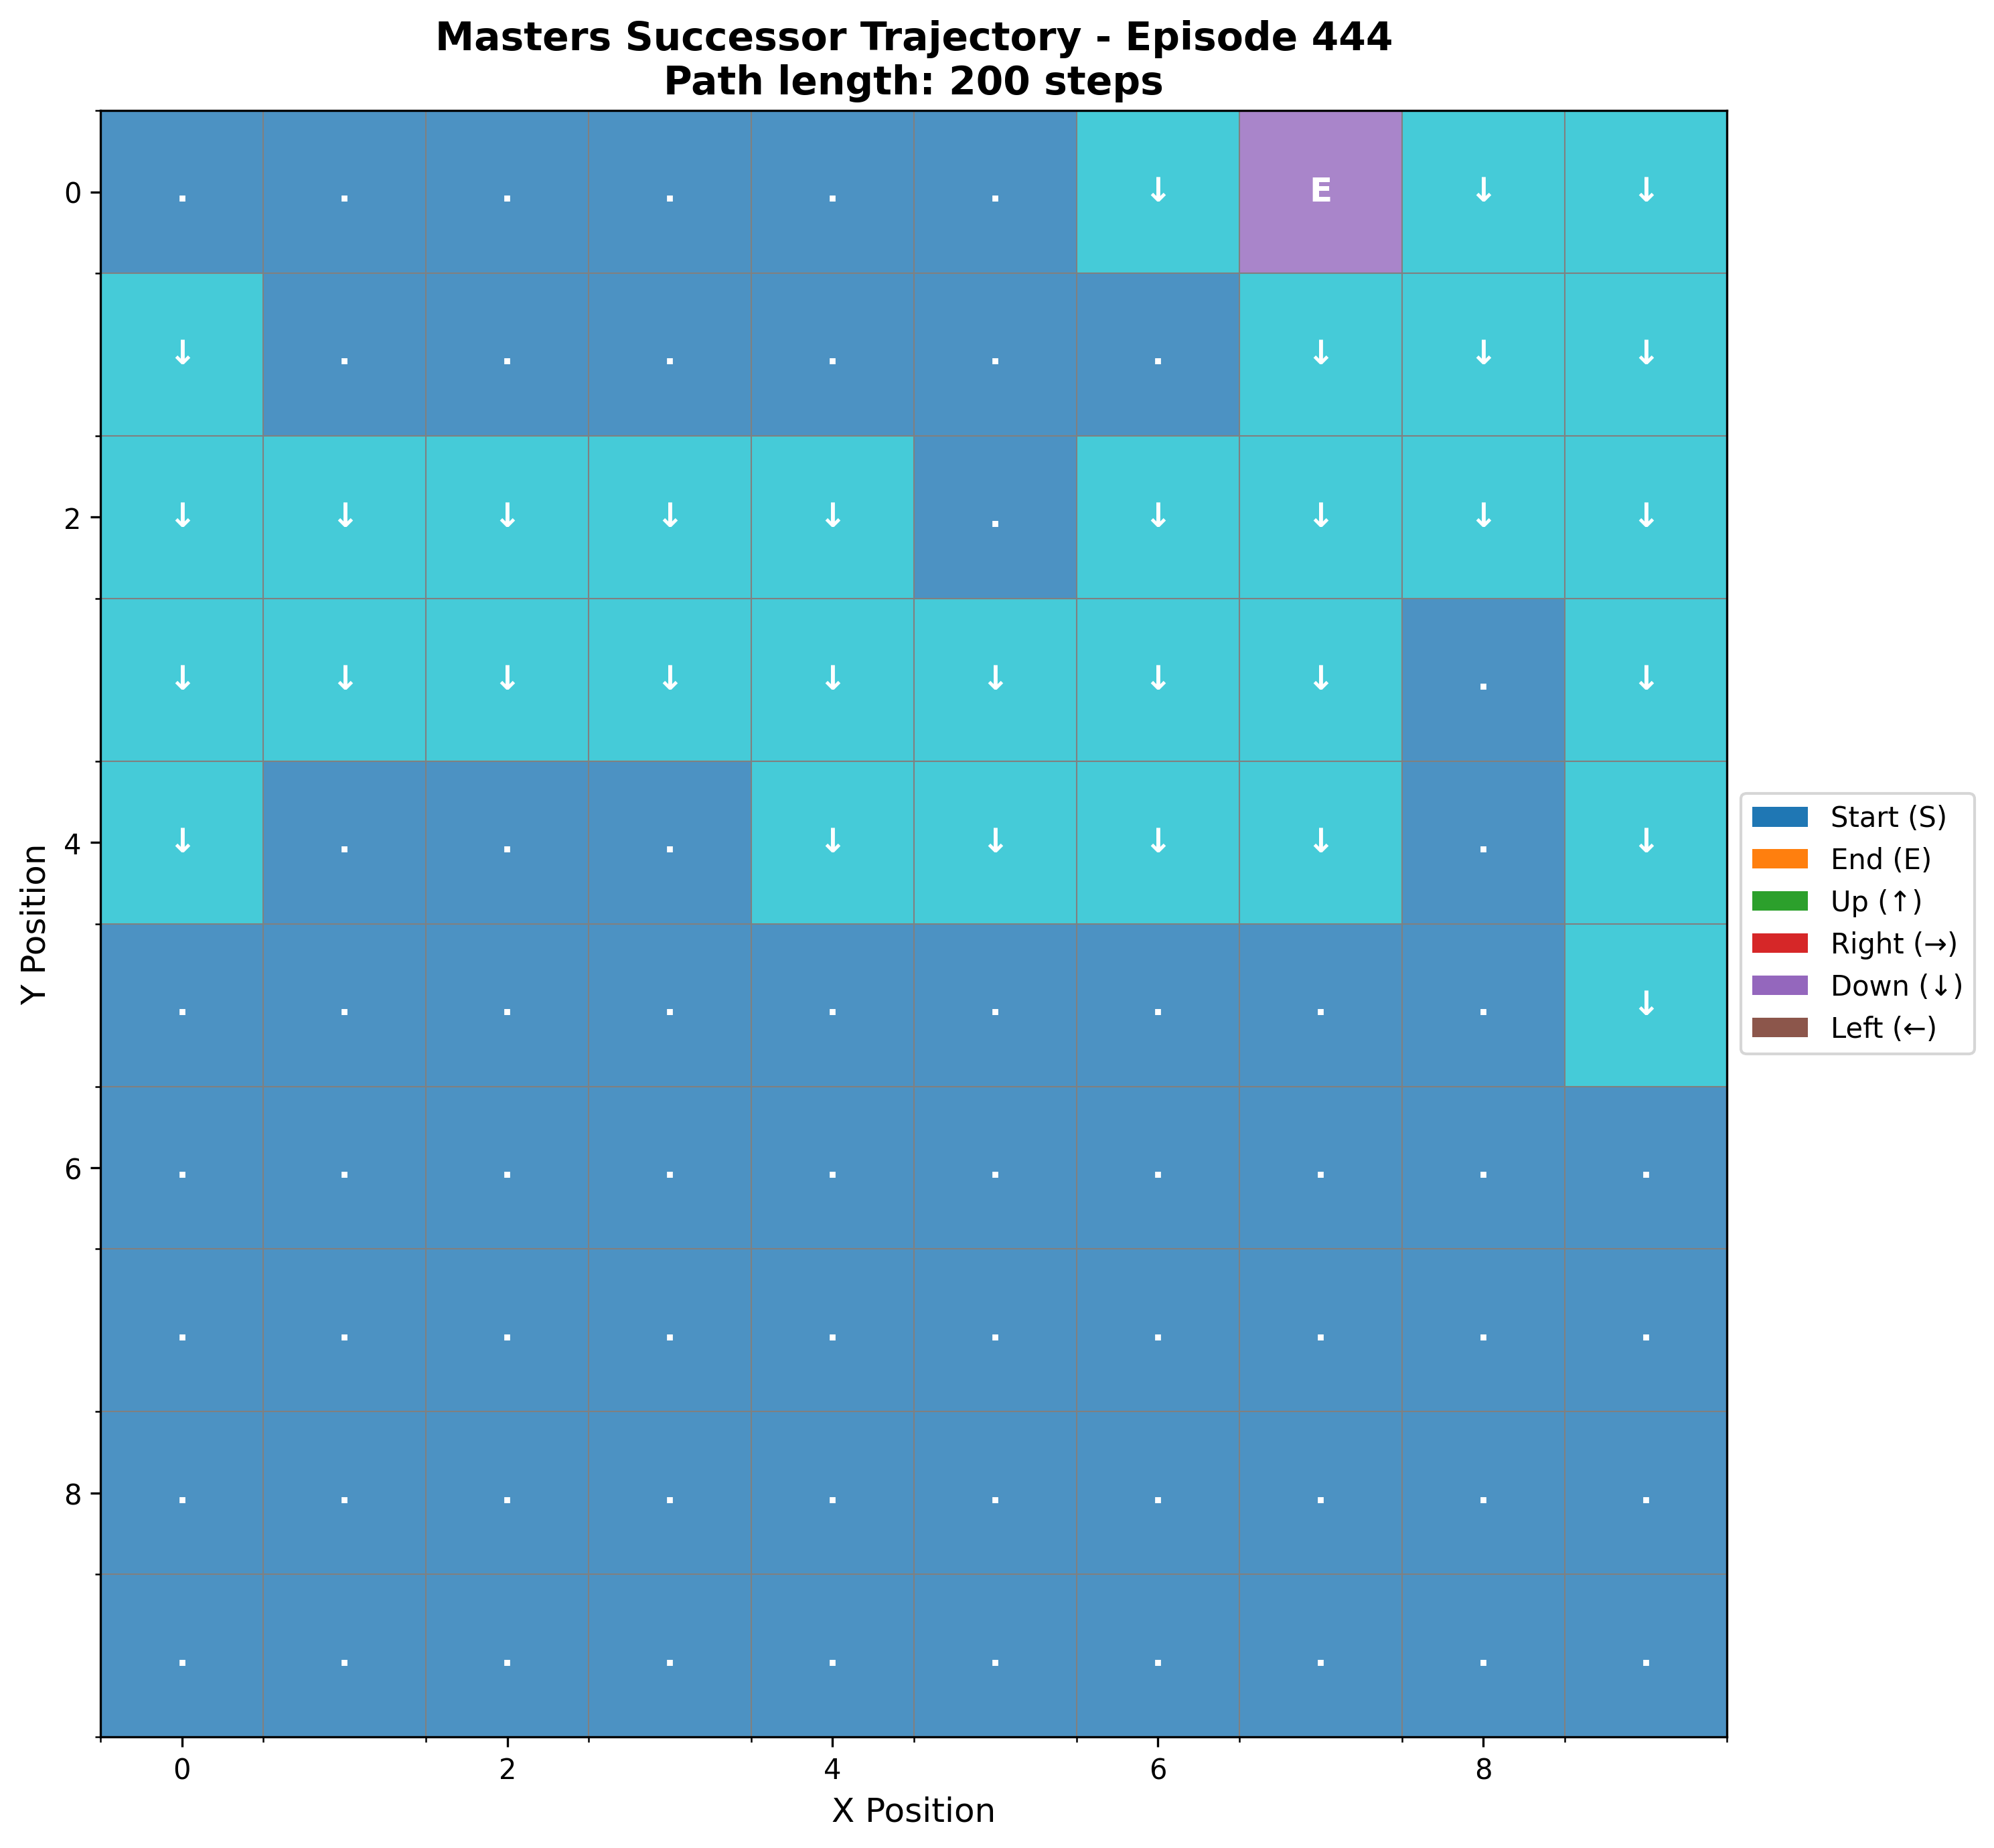 Masters Successor Trajectory - Episode 444
Path length: 200 steps
0 . . . . . . ↓ E ↓ ↓
↓ . . . . . . ↓ ↓ ↓
2 ↓ ↓ ↓ ↓ ↓ . ↓ ↓ ↓ ↓
↓ ↓ ↓ ↓ ↓ ↓ ↓ ↓ . ↓
4 ↓ . . . ↓ ↓ ↓ ↓ . ↓
. . . . . . . . . ↓
6 . . . . . . . . . .
. . . . . . . . . .
8 . . . . . . . . . .
. . . . . . . . . .
0 2 4 6 8
X Position
Y Position
Start (S)
End (E)
Up (↑)
Right (→)
Down (↓)
Left (←)